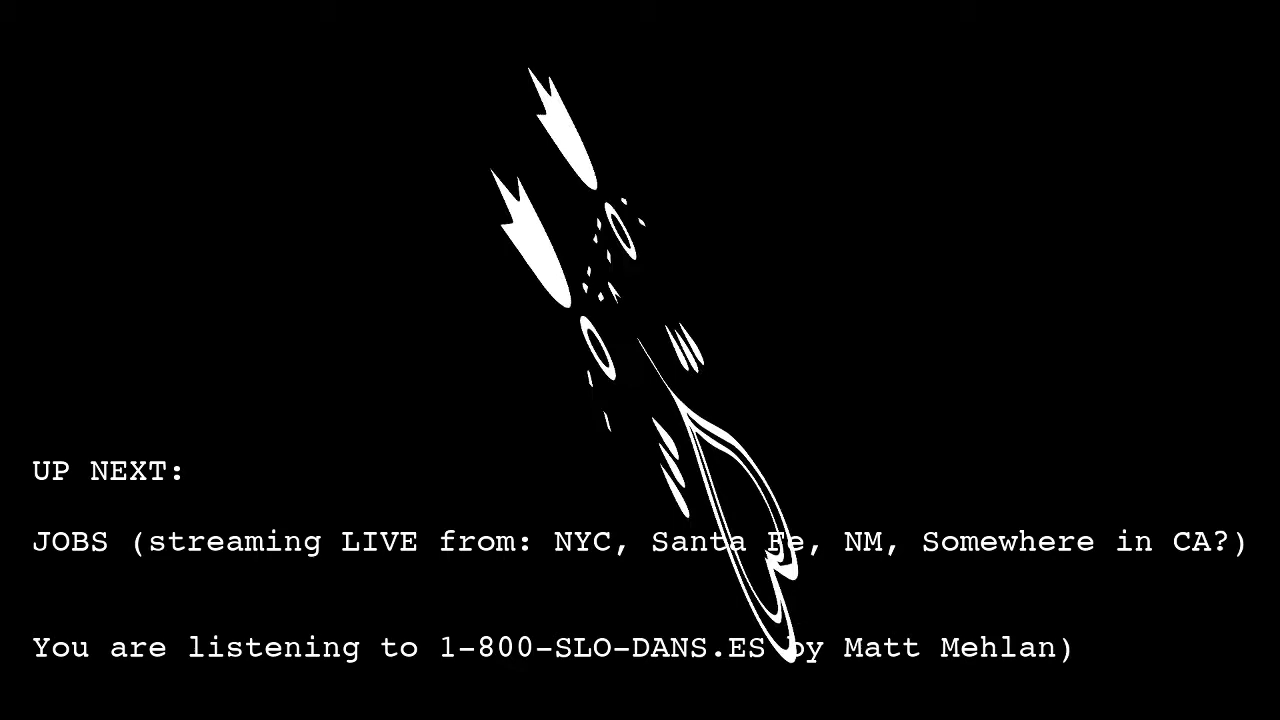 UP NEXT:
JOBS (streaming LIVE from: NYC, Santa Fe, NM, Somewhere in CA?)
You are listening to 1-800-SLO-DANS.ES by Matt Mehlan)